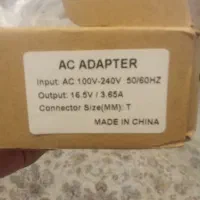 AC ADAPTER
Input: AC 100V-240V 50/60HZ
Output: 16.5V / 3.65A
Connector Size(MM): T
MADE IN CHINA